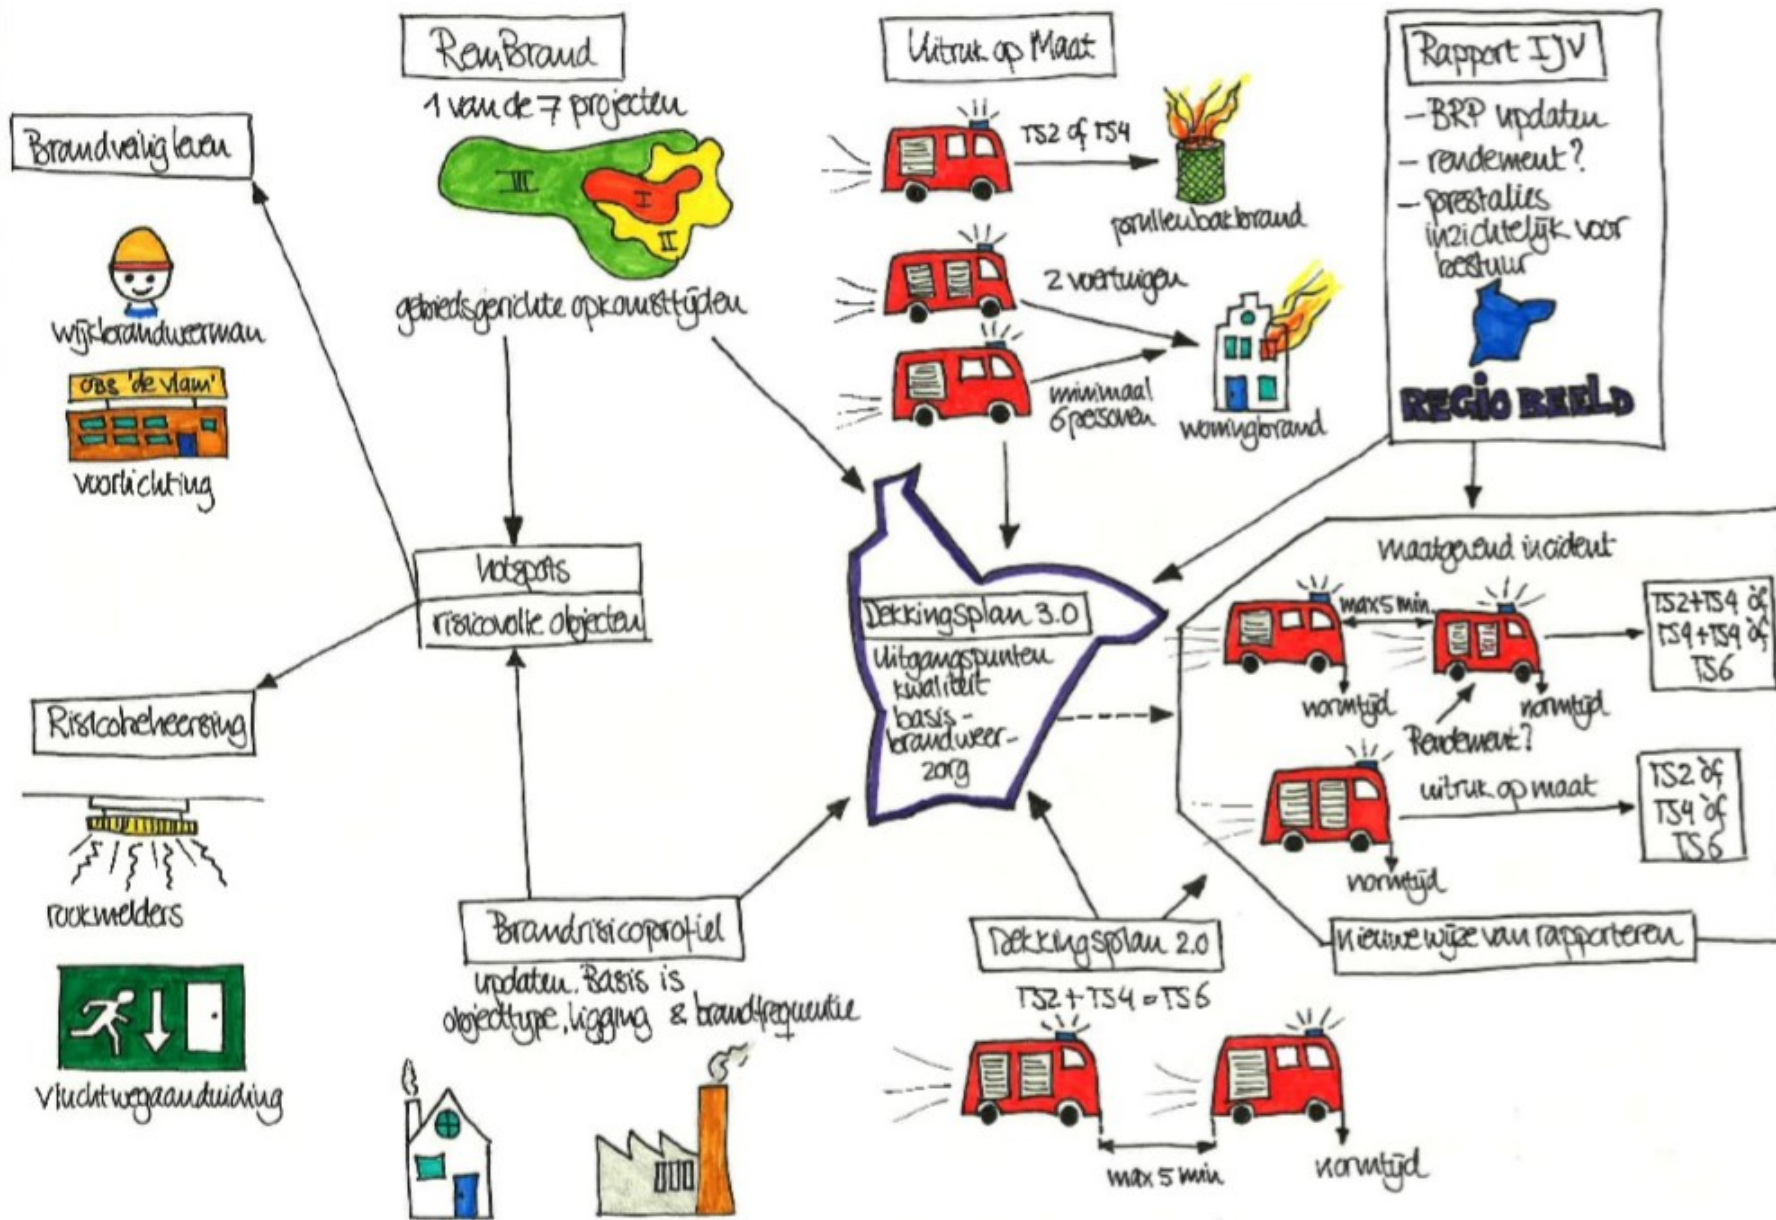 RemBrand
1 van de 7 projecten
III
I
II
gebiedsgerichte opkomsttijden
Uitruk op Maat
TS2 of TS4
prullenbakbrand
2 voertuigen
minimaal
6 personen
woningbrand
Rapport IJV
- BRP updaten
- rendement?
- prestaties
inzichtelijk voor
bestuur
REGIO BEELD
Brandveilig leven
wijkbrandweerman
OBS 'de vlam'
voorlichting
hotspots
risicovolle objecten
Risicobeheersing
rookmelders
vluchtwegaanduiding
Dekkingsplan 3.0
Uitgangspunten
kwaliteit
basis-
brandweer-
zorg
maatgevend incident
max 5 min.
TS2+TS4 óf
TS4+TS4 óf
TS6
normtijd
normtijd
Rendement?
uitruk op maat
TS2 óf
TS4 óf
TS6
normtijd
nieuwe wijze van rapporteren
Brandrisicoprofiel
updaten. Basis is
objecttype, ligging & brandfrequentie
Dekkingsplan 2.0
TS2 + TS4 = TS6
max 5 min
normtijd